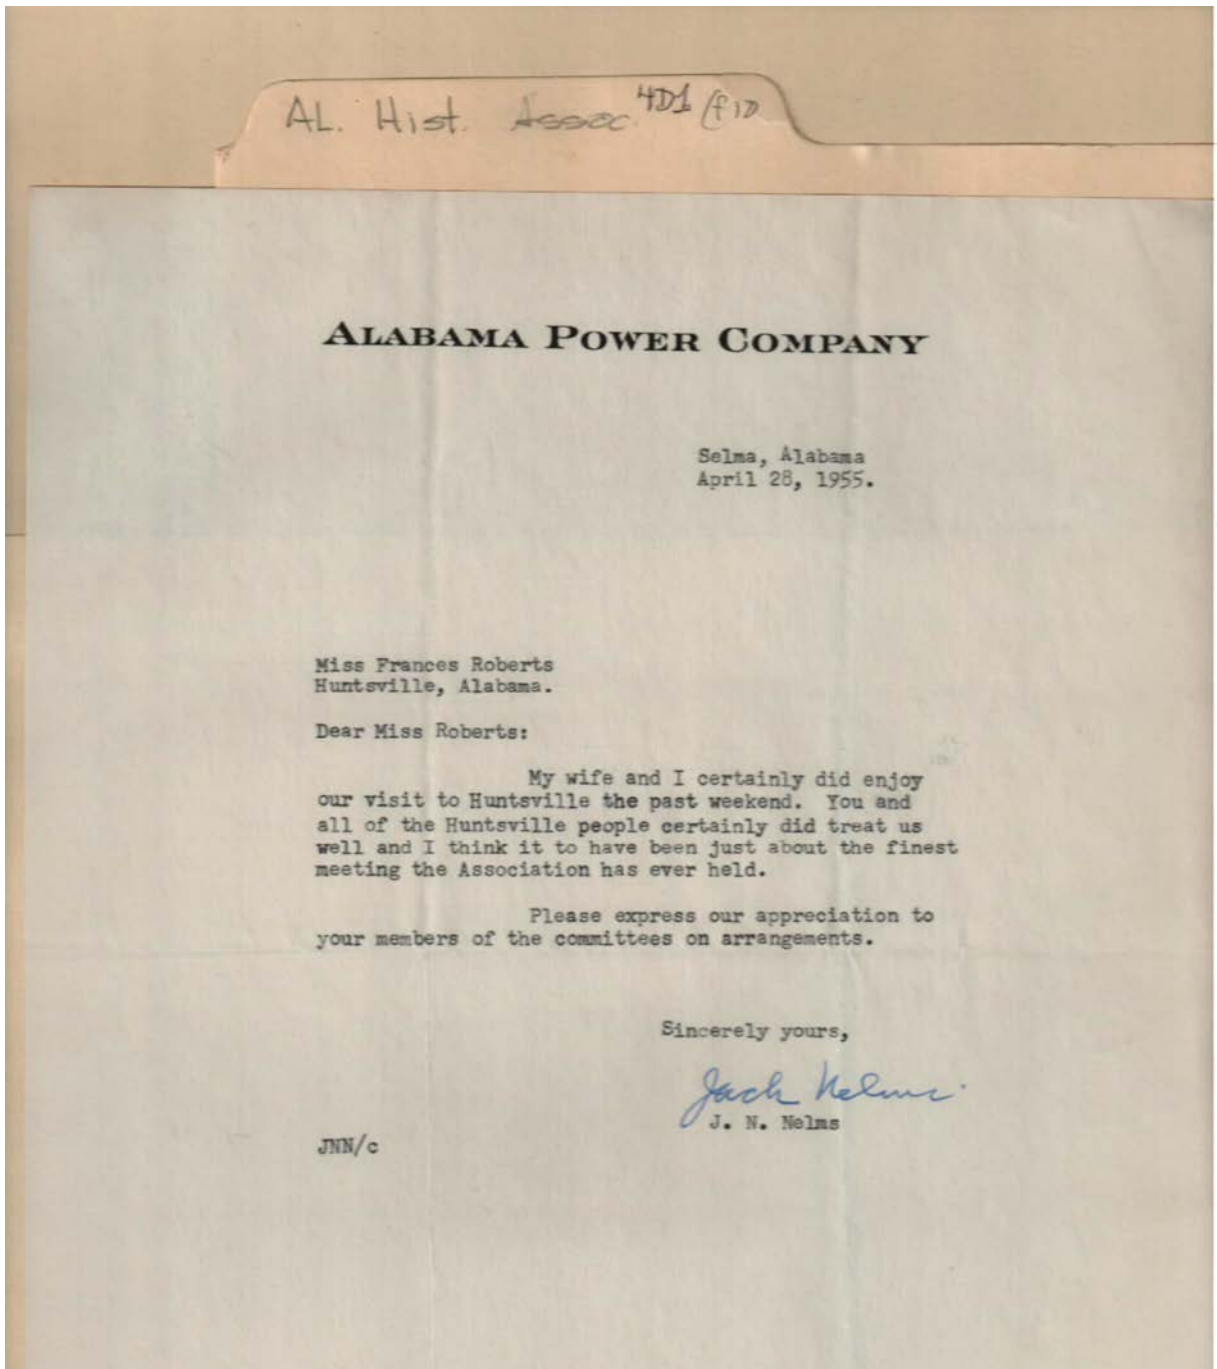 AL. Hist. Assoc. 4D1 (f10
ALABAMA POWER COMPANY
Selma, Alabama
April 28, 1955.
Miss Frances Roberts
Huntsville, Alabama.
Dear Miss Roberts:
My wife and I certainly did enjoy
our visit to Huntsville the past weekend. You and
all of the Huntsville people certainly did treat us
well and I think it to have been just about the finest
meeting the Association has ever held.
Please express our appreciation to
your members of the committees on arrangements.
Sincerely yours,
Jack Nelms
J. N. Nelms
JNN/c